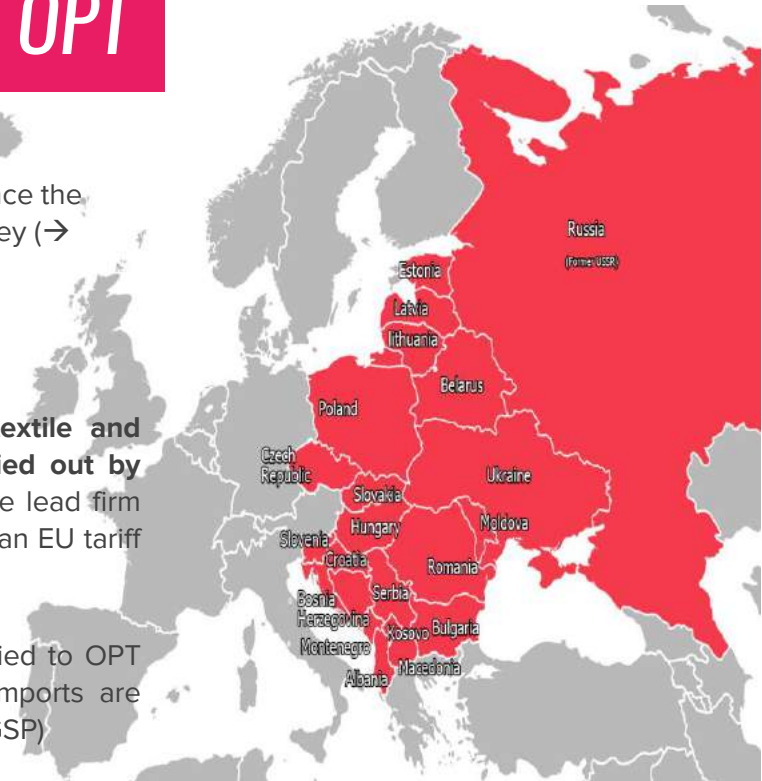 OPT
nce the
ey (→
extile and
ied out by
e lead firm
an EU tariff
ied to OPT
mports are
GSP)
Russia
(Former USSR)
Estonia
Latvia
lithuania
Belarus
Poland
Czech
Republic
Ukraine
Slovakia
Moldova
Hungary
Slovenia
Croatia
Romania
Serbia
Bosnia
Herzegovina
Kosovo
Bulgaria
Montenegro
Macedonia
Albania